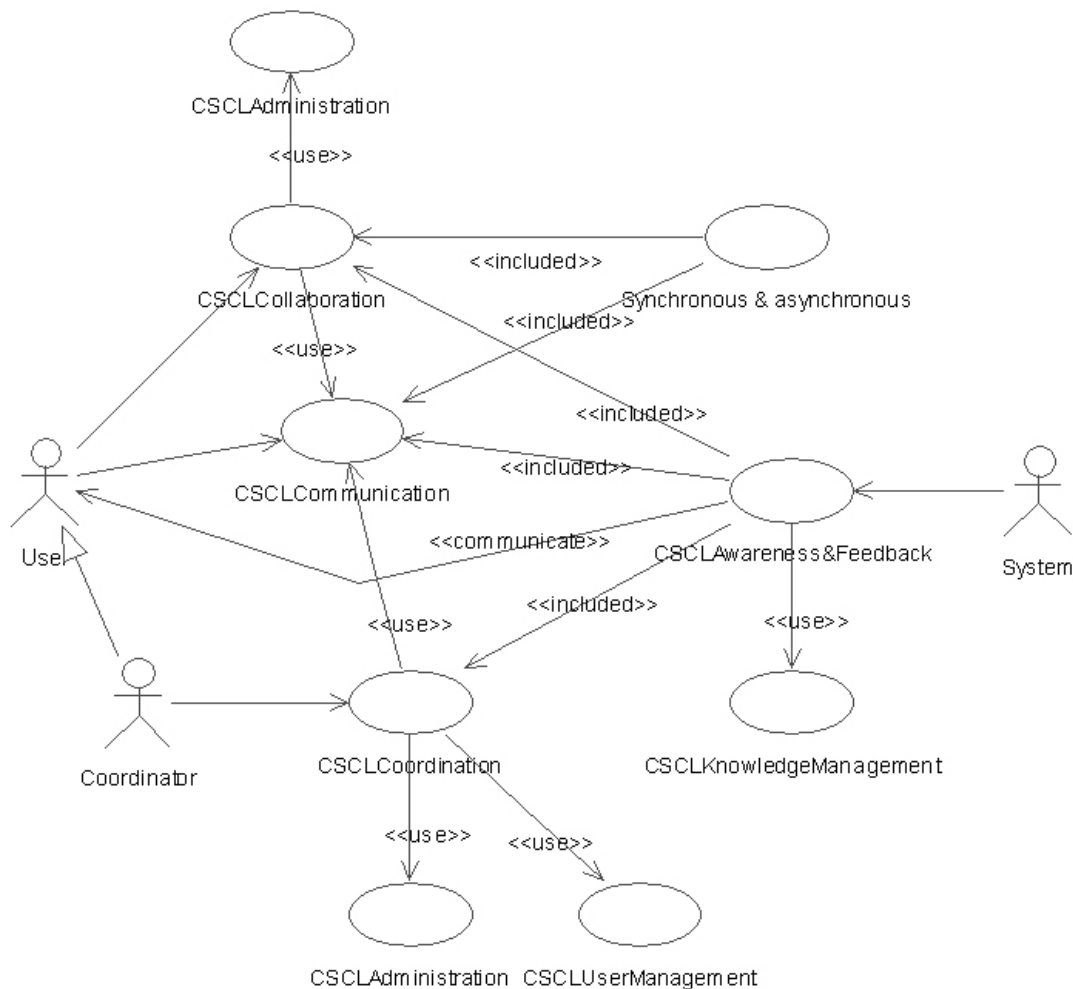 CSCLAdministration
<<use>>
<<included>>
CSCLCollaboration
Synchronous & asynchronous
<<included>>
<<use>>
<<included>>
<<included>>
CSCLCommunication
<<communicate>>
CSCLAwareness&Feedback
User
System
<<included>>
<<use>>
<<use>>
Coordinator
CSCLCoordination
CSCLKnowledgeManagement
<<use>>
<<use>>
CSCLAdministration
CSCLUserManagement